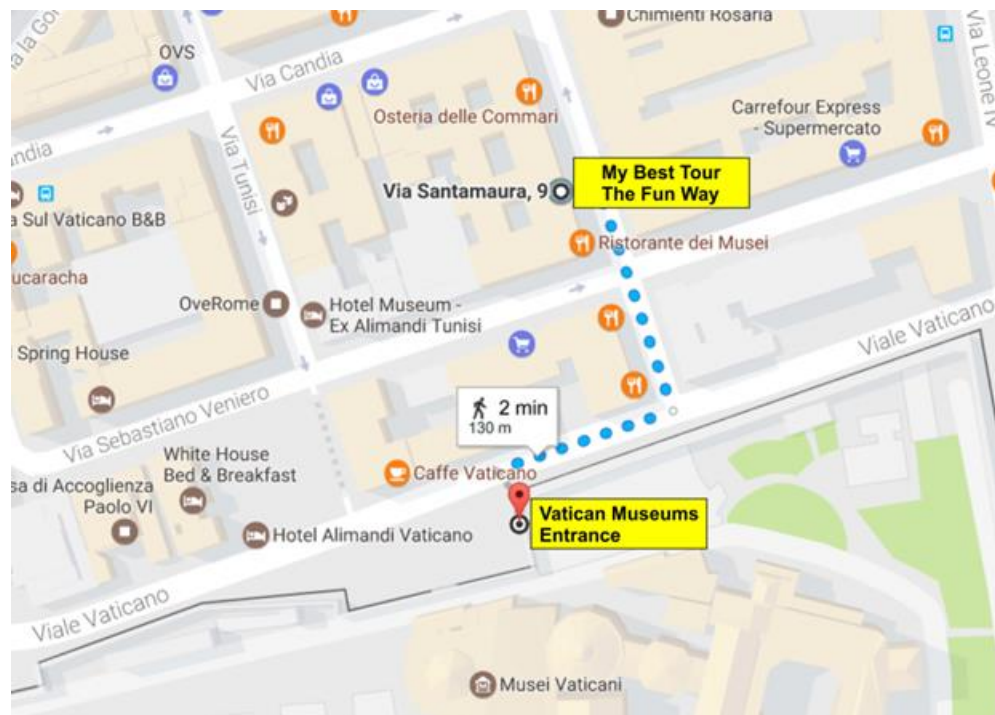 Chimienti Rosaria
OVS
Via Candia
Via Leone IV
Osteria delle Commari
Carrefour Express
- Supermercato
andia
Via Tunisi
Via Santamaura, 9
My Best Tour
The Fun Way
a Sul Vaticano B&B
Ristorante dei Musei
ucaracha
OveRome
Hotel Museum -
Ex Alimandi Tunisi
Viale Vaticano
Spring House
2 min
130 m
Via Sebastiano Veniero
White House
Bed & Breakfast
Caffe Vaticano
sa di Accoglienza
Paolo VI
Vatican Museums
Entrance
Hotel Alimandi Vaticano
Viale Vaticano
Musei Vaticani